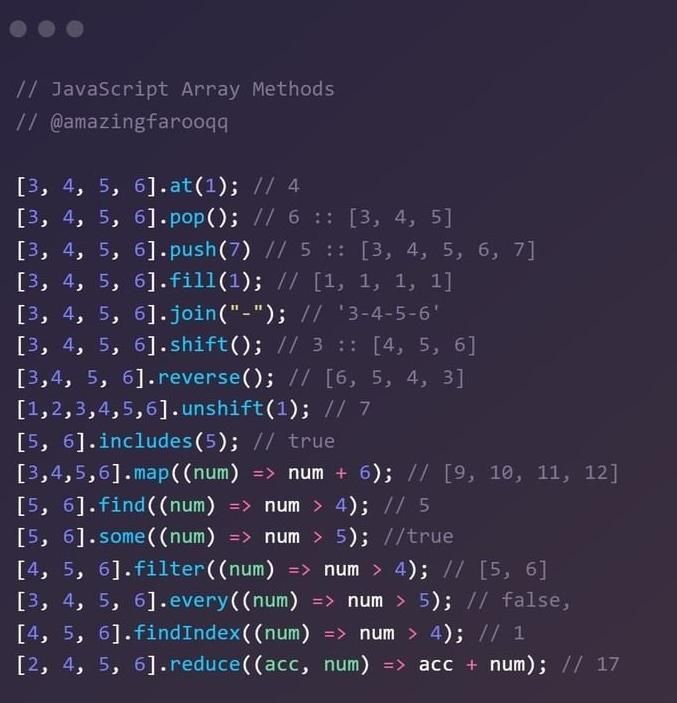 // JavaScript Array Methods
// @amazingfarooqq
[3, 4, 5, 6].at(1); // 4
[3, 4, 5, 6].pop(); // 6 :: [3, 4, 5]
[3, 4, 5, 6].push(7) // 5 :: [3, 4, 5, 6, 7]
[3, 4, 5, 6].fill(1); // [1, 1, 1, 1]
[3, 4, 5, 6].join("-"); // '3-4-5-6'
[3, 4, 5, 6].shift(); // 3 :: [4, 5, 6]
[3,4, 5, 6].reverse(); // [6, 5, 4, 3]
[1,2,3,4,5,6].unshift(1); // 7
[5, 6].includes(5); // true
[3,4,5,6].map((num) => num + 6); // [9, 10, 11, 12]
[5, 6].find((num) => num > 4); // 5
[5, 6].some((num) => num > 5); //true
[4, 5, 6].filter((num) => num > 4); // [5, 6]
[3, 4, 5, 6].every((num) => num > 5); // false,
[4, 5, 6].findIndex((num) => num > 4); // 1
[2, 4, 5, 6].reduce((acc, num) => acc + num); // 17